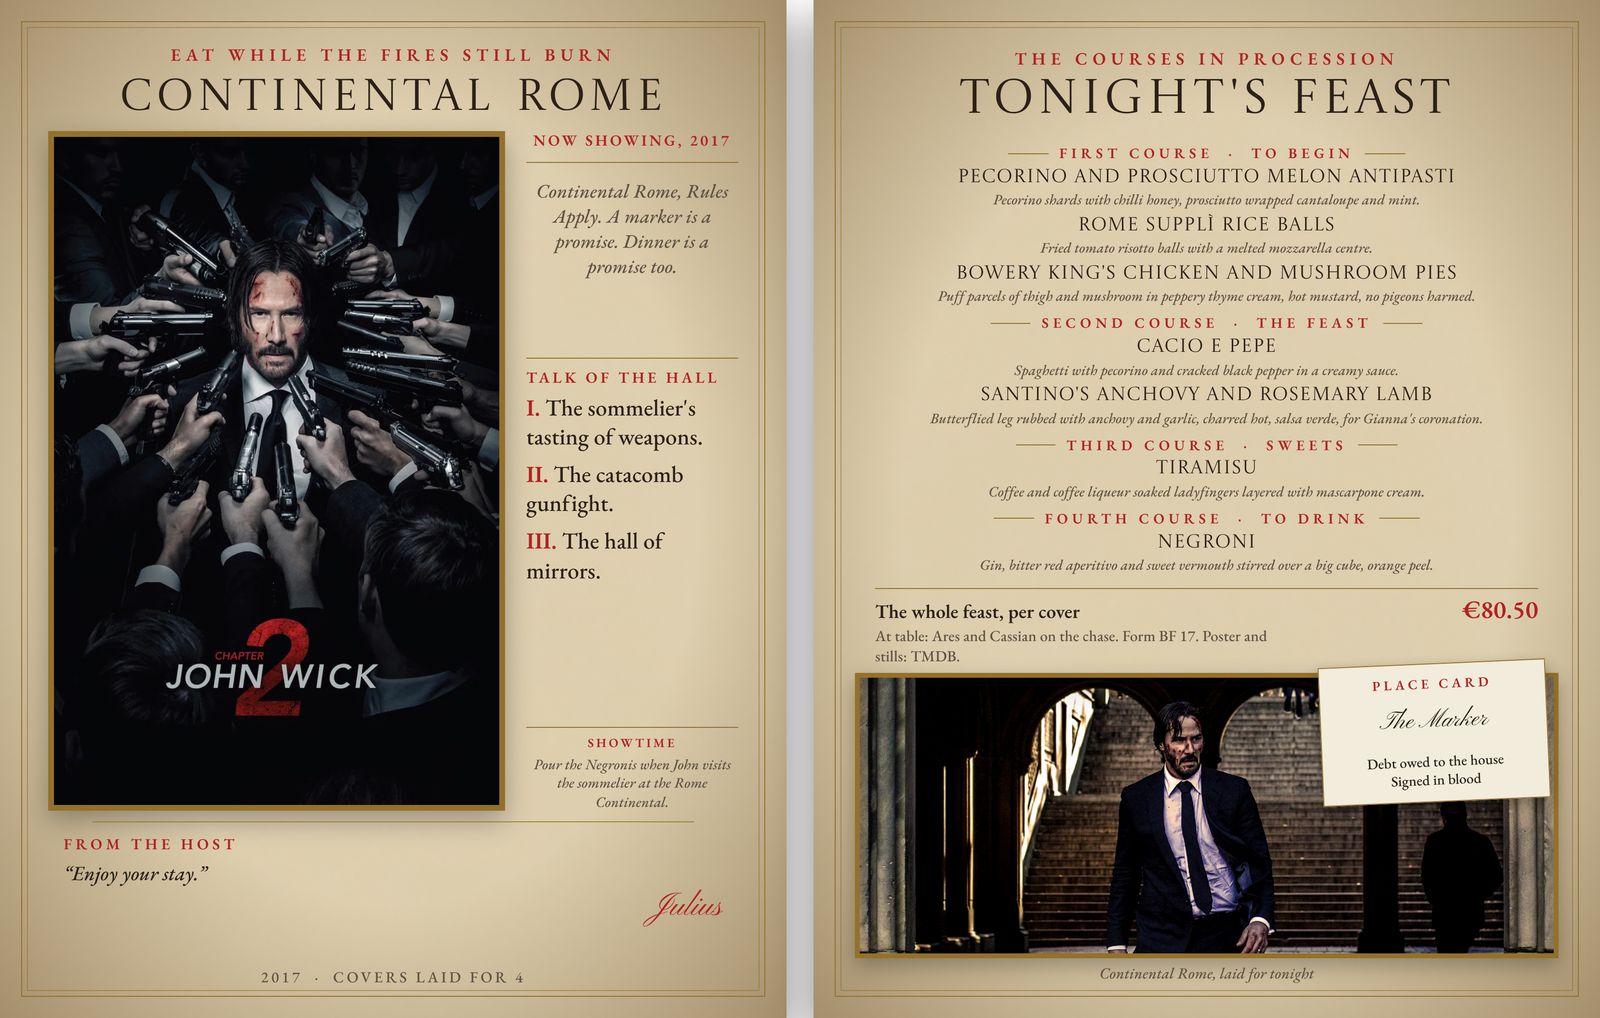 EAT WHILE THE FIRES STILL BURN
CONTINENTAL ROME
NOW SHOWING, 2017
Continental Rome, Rules
Apply. A marker is a
promise. Dinner is a
promise too.
TALK OF THE HALL
I. The sommelier's
tasting of weapons.
II. The catacomb
gunfight.
III. The hall of
mirrors.
CHAPTER
2
JOHN WICK
SHOWTIME
Pour the Negronis when John visits
the sommelier at the Rome
Continental.
FROM THE HOST
“Enjoy your stay.”
Julius
2017 · COVERS LAID FOR 4
THE COURSES IN PROCESSION
TONIGHT'S FEAST
FIRST COURSE · TO BEGIN
PECORINO AND PROSCIUTTO MELON ANTIPASTI
Pecorino shards with chilli honey, prosciutto wrapped cantaloupe and mint.
ROME SUPPLÌ RICE BALLS
Fried tomato risotto balls with a melted mozzarella centre.
BOWERY KING'S CHICKEN AND MUSHROOM PIES
Puff parcels of thigh and mushroom in peppery thyme cream, hot mustard, no pigeons harmed.
SECOND COURSE · THE FEAST
CACIO E PEPE
Spaghetti with pecorino and cracked black pepper in a creamy sauce.
SANTINO'S ANCHOVY AND ROSEMARY LAMB
Butterflied leg rubbed with anchovy and garlic, charred hot, salsa verde, for Gianna's coronation.
THIRD COURSE · SWEETS
TIRAMISU
Coffee and coffee liqueur soaked ladyfingers layered with mascarpone cream.
FOURTH COURSE · TO DRINK
NEGRONI
Gin, bitter red aperitivo and sweet vermouth stirred over a big cube, orange peel.
The whole feast, per cover €80.50
At table: Ares and Cassian on the chase. Form BF 17. Poster and
stills: TMDB.
PLACE CARD
The Marker
Debt owed to the house
Signed in blood
Continental Rome, laid for tonight